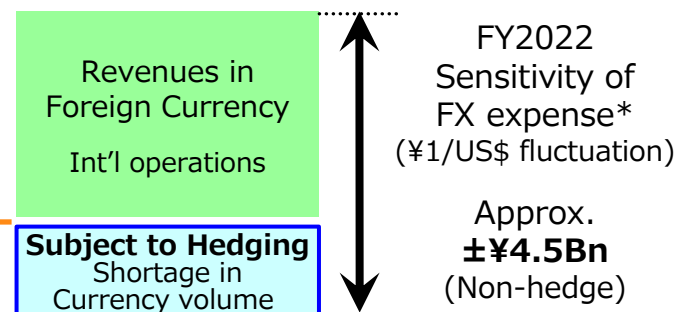 Revenues in
Foreign Currency
Int’l operations
Subject to Hedging
Shortage in
Currency volume
FY2022
Sensitivity of
FX expense*
(¥1/US$ fluctuation)
Approx.
±¥4.5Bn
(Non-hedge)